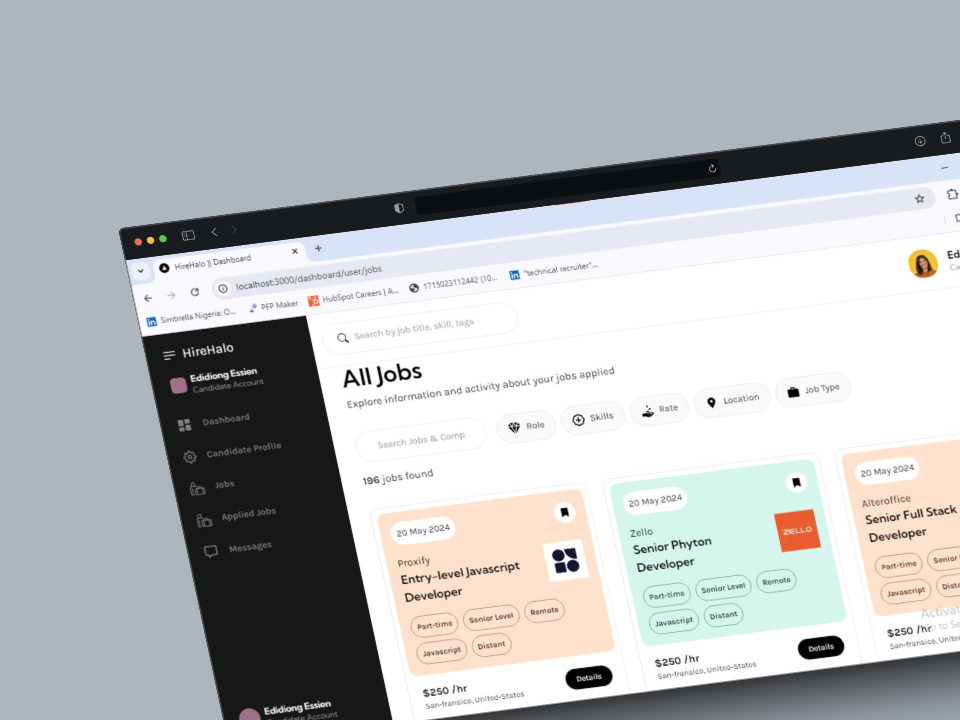 HireHalo || Dashboard
localhost:3000/dashboard/user/jobs
Simbrella Nigeria: O...
PFP Maker
HubSpot Careers | A...
1715023112442 (10...
"technical recruiter"...
HireHalo
Edidiong Essien
Candidate Account
Dashboard
Candidate Profile
Jobs
Applied Jobs
Messages
Edidiong Essien
Candidate Account
Search by job title, skill, tags
Ed
Ca
All Jobs
Explore information and activity about your jobs applied
Search Jobs & Comp
Role
Skills
Rate
Location
Job Type
196 jobs found
20 May 2024
Proxify
Entry-level Javascript
Developer
Part-time Senior Level Remote
Javascript Distant
$250 /hr
San-fransico, United-States
Details
20 May 2024
Zello
Senior Phyton
Developer
ZELLO
Part-time Senior Level Remote
Javascript Distant
$250 /hr
San-fransico, United-States
Details
20 May 2024
Alteroffice
Senior Full Stack
Developer
Part-time Senior
Javascript Dista
$250 /hr
San-fransico, United
Activat
Go to Se